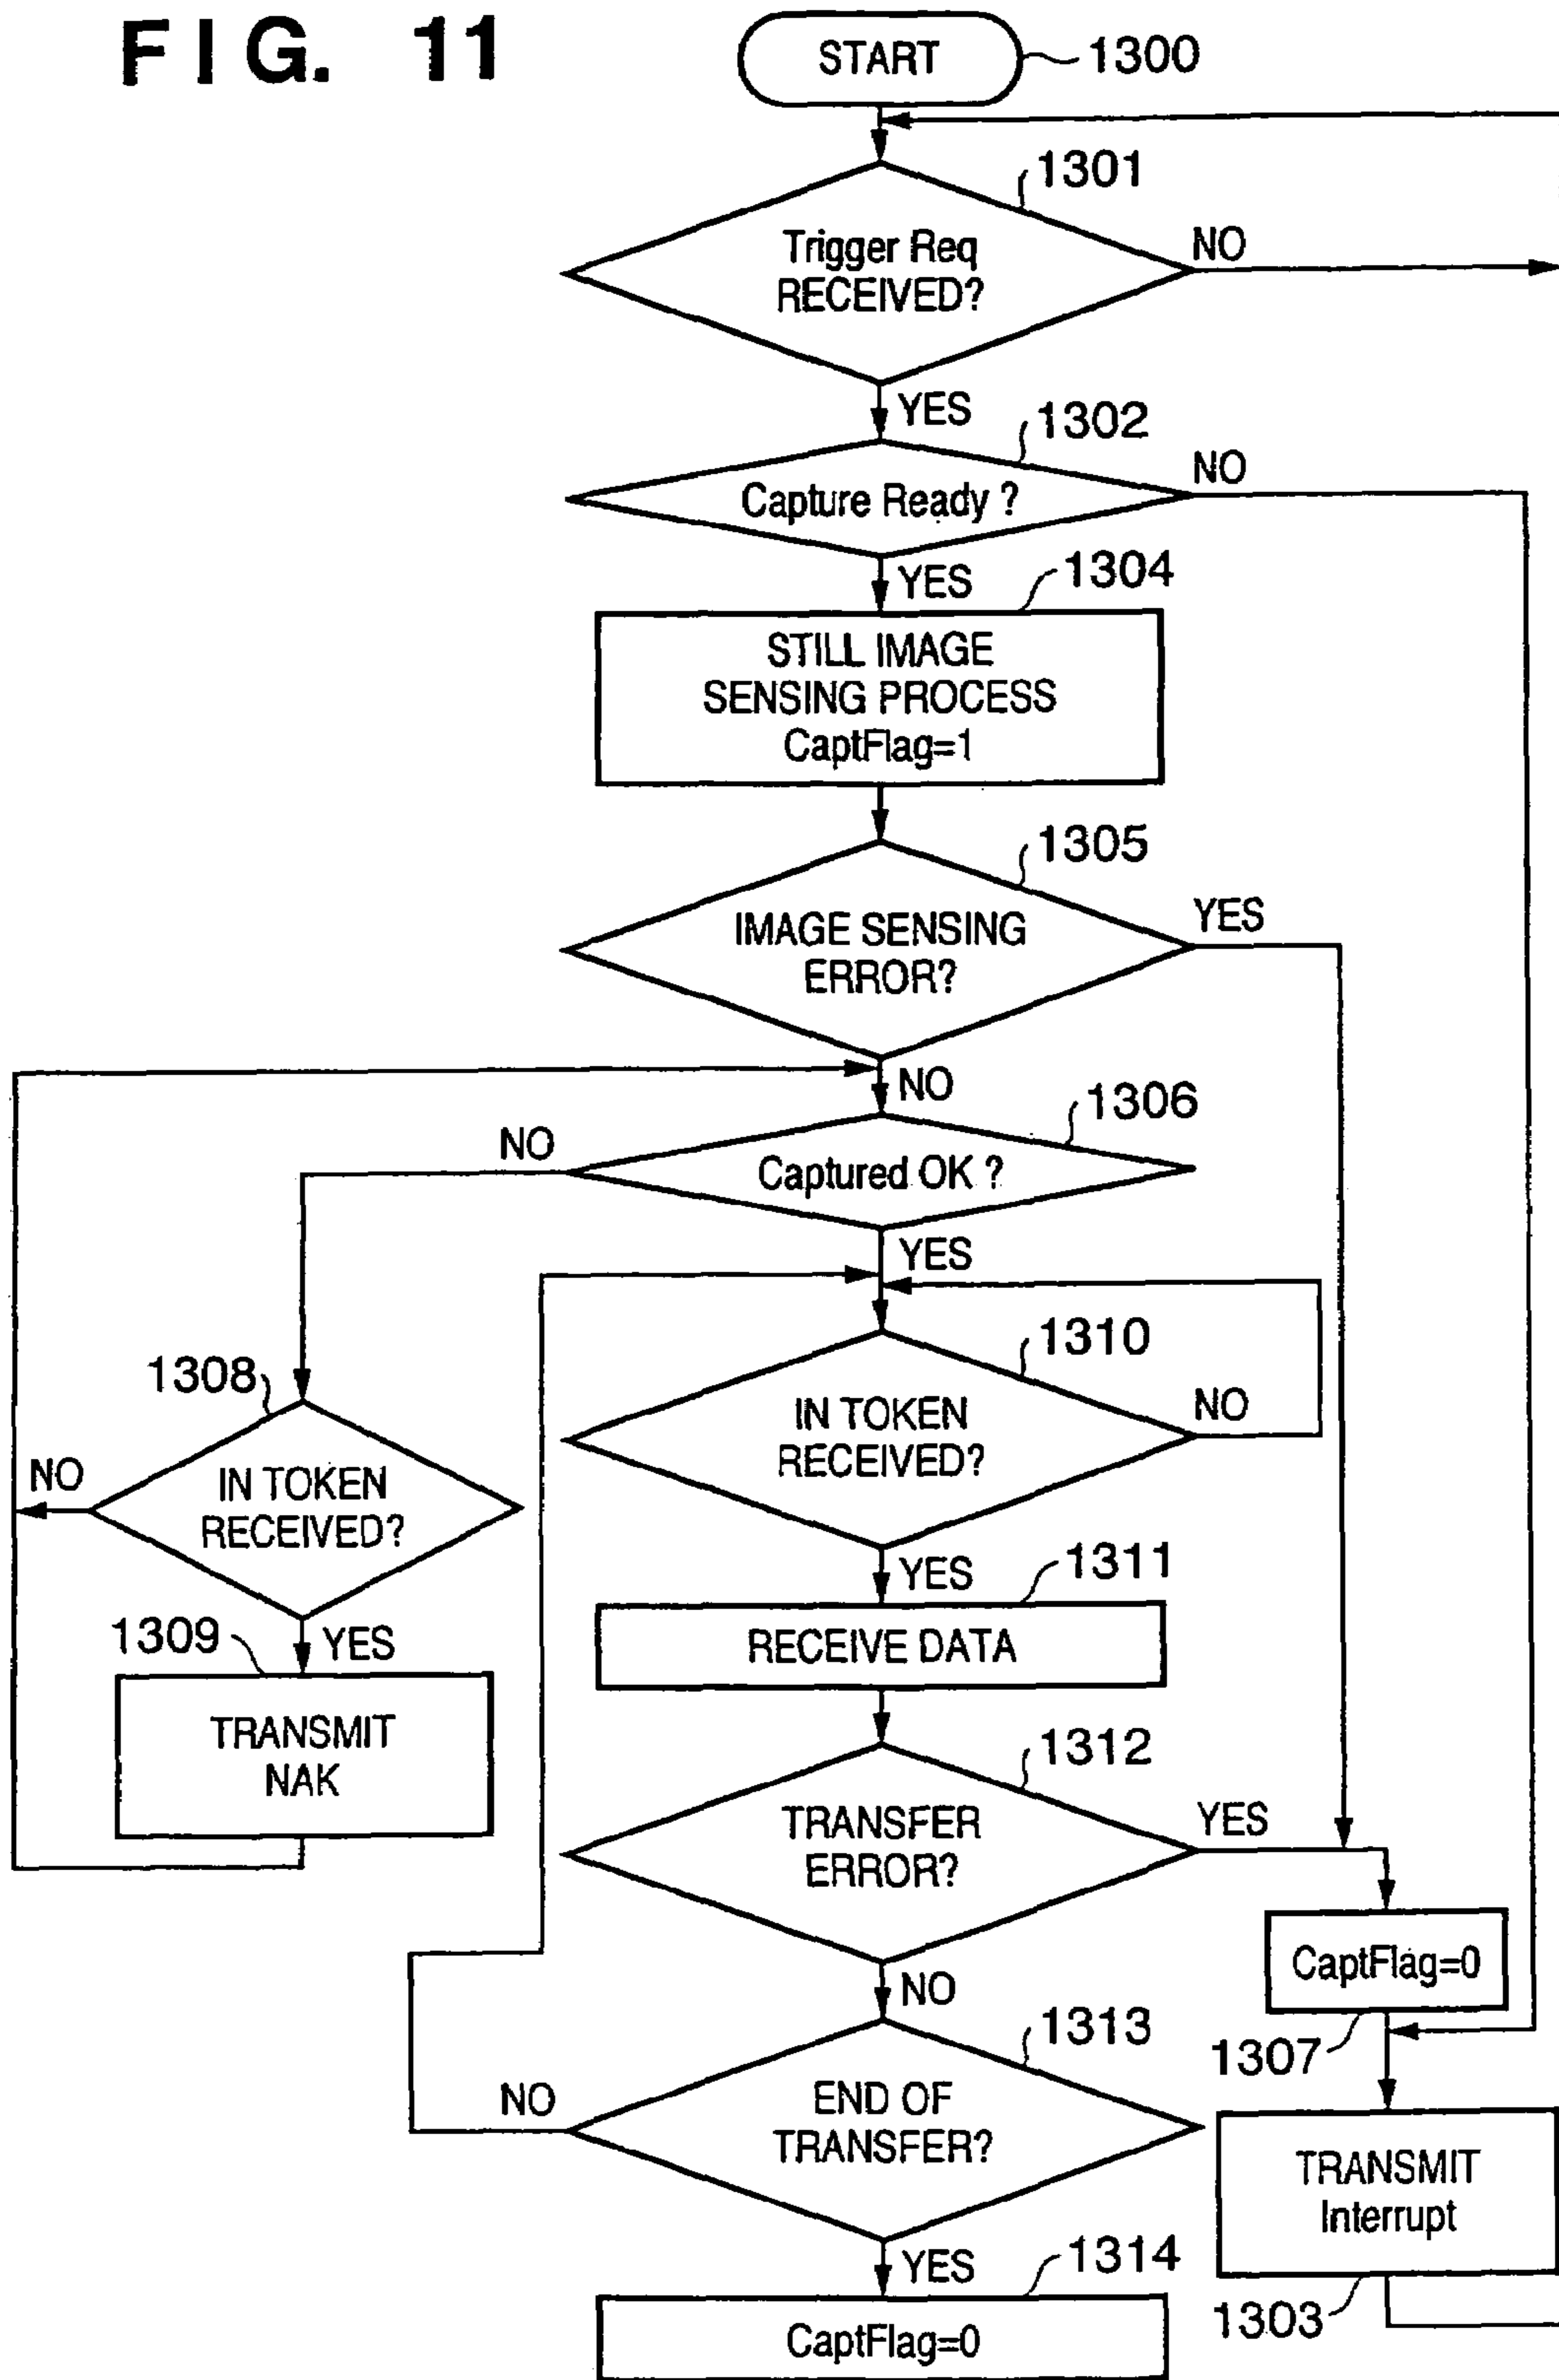 FIG. 11
START
1300
1301
Trigger Req
RECEIVED?
NO
YES
1302
Capture Ready ?
NO
YES
1304
STILL IMAGE
SENSING PROCESS
CaptFlag=1
1305
IMAGE SENSING
ERROR?
YES
NO
1306
NO
Captured OK ?
YES
1310
1308
IN TOKEN
RECEIVED?
NO
NO
IN TOKEN
RECEIVED?
YES
1311
1309
YES
RECEIVE DATA
TRANSMIT
NAK
1312
TRANSFER
ERROR?
YES
CaptFlag=0
NO
1313
1307
NO
END OF
TRANSFER?
TRANSMIT
Interrupt
YES
1314
1303
CaptFlag=0